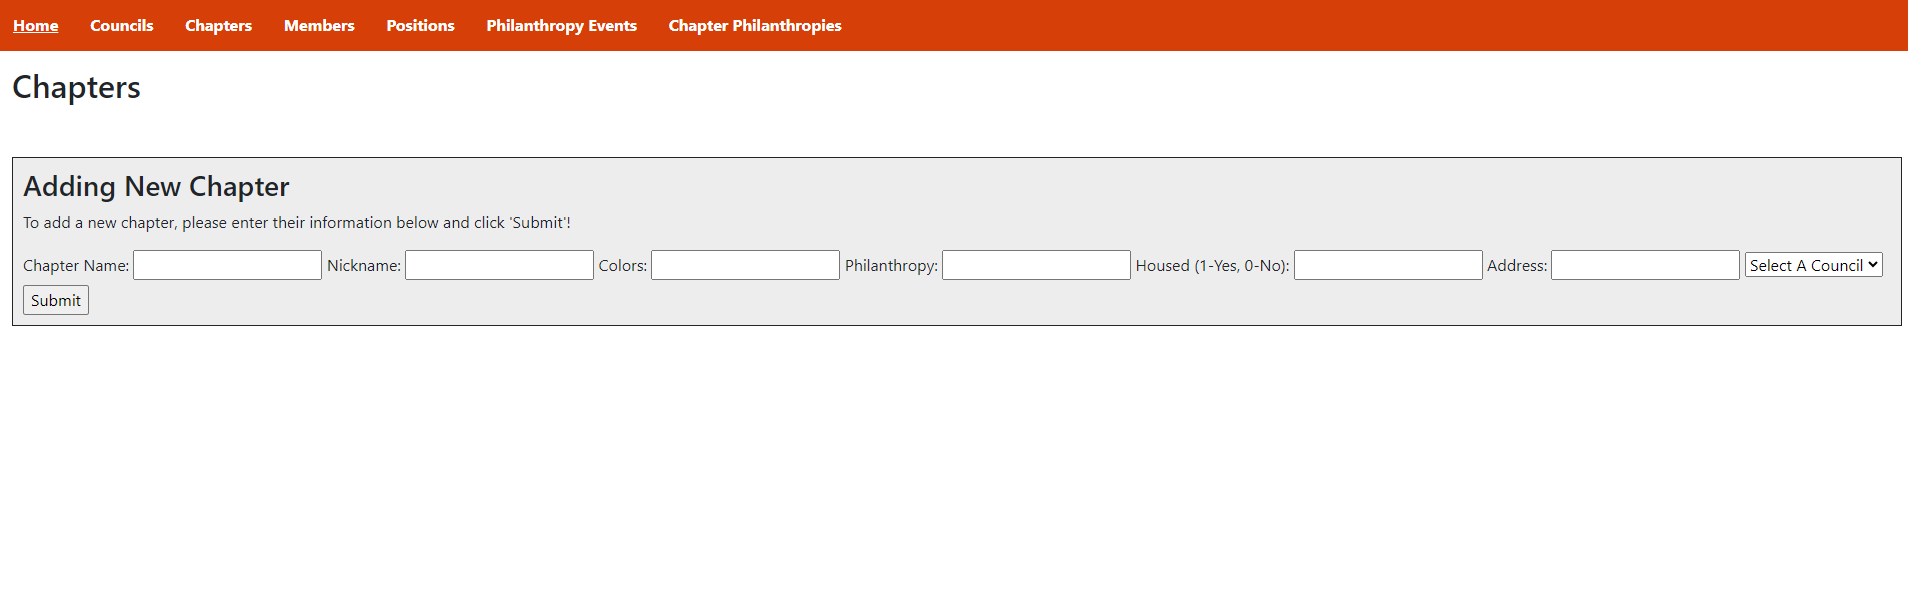 Home Councils Chapters Members Positions Philanthropy Events Chapter Philanthropies
Chapters
Adding New Chapter
To add a new chapter, please enter their information below and click 'Submit'!
Chapter Name: Nickname: Colors: Philanthropy: Housed (1-Yes, 0-No): Address: Select A Council
Submit